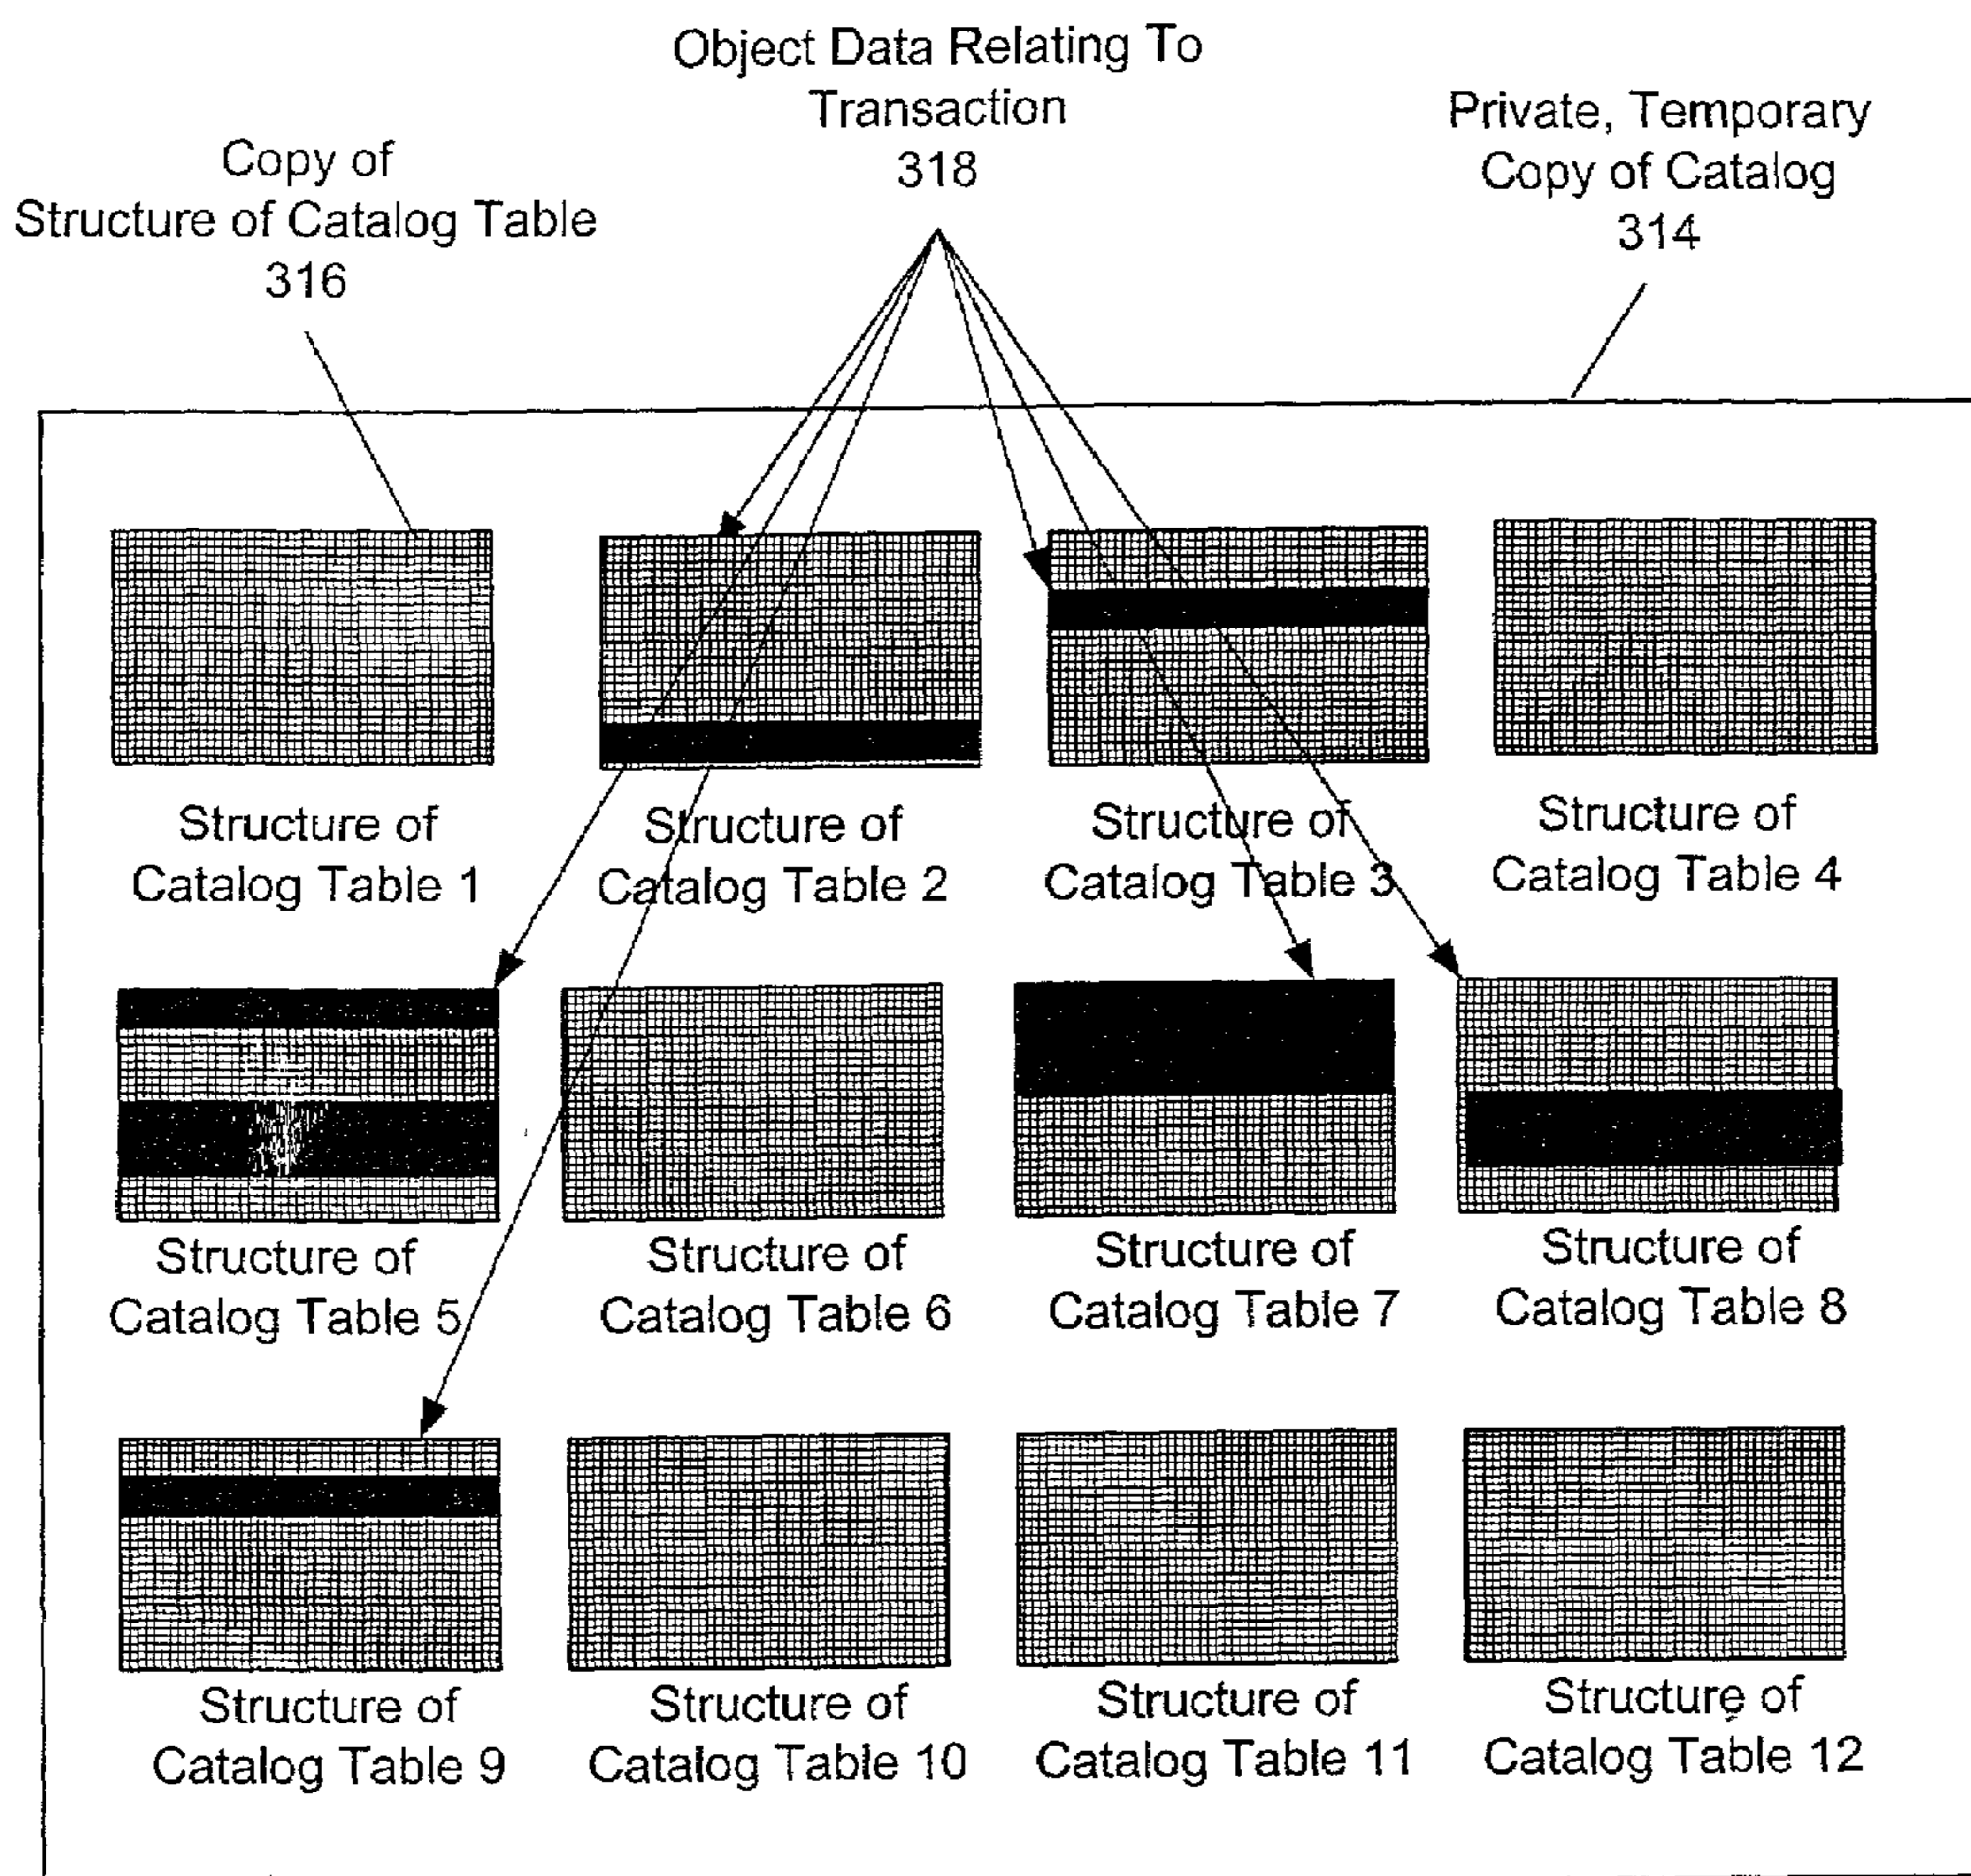 Object Data Relating To
Transaction
318
Private, Temporary
Copy of Catalog
314
Copy of
Structure of Catalog Table
316
Structure of
Catalog Table 1
Structure of
Catalog Table 2
Structure of
Catalog Table 3
Structure of
Catalog Table 4
Structure of
Catalog Table 5
Structure of
Catalog Table 6
Structure of
Catalog Table 7
Structure of
Catalog Table 8
Structure of
Catalog Table 9
Structure of
Catalog Table 10
Structure of
Catalog Table 11
Structure of
Catalog Table 12